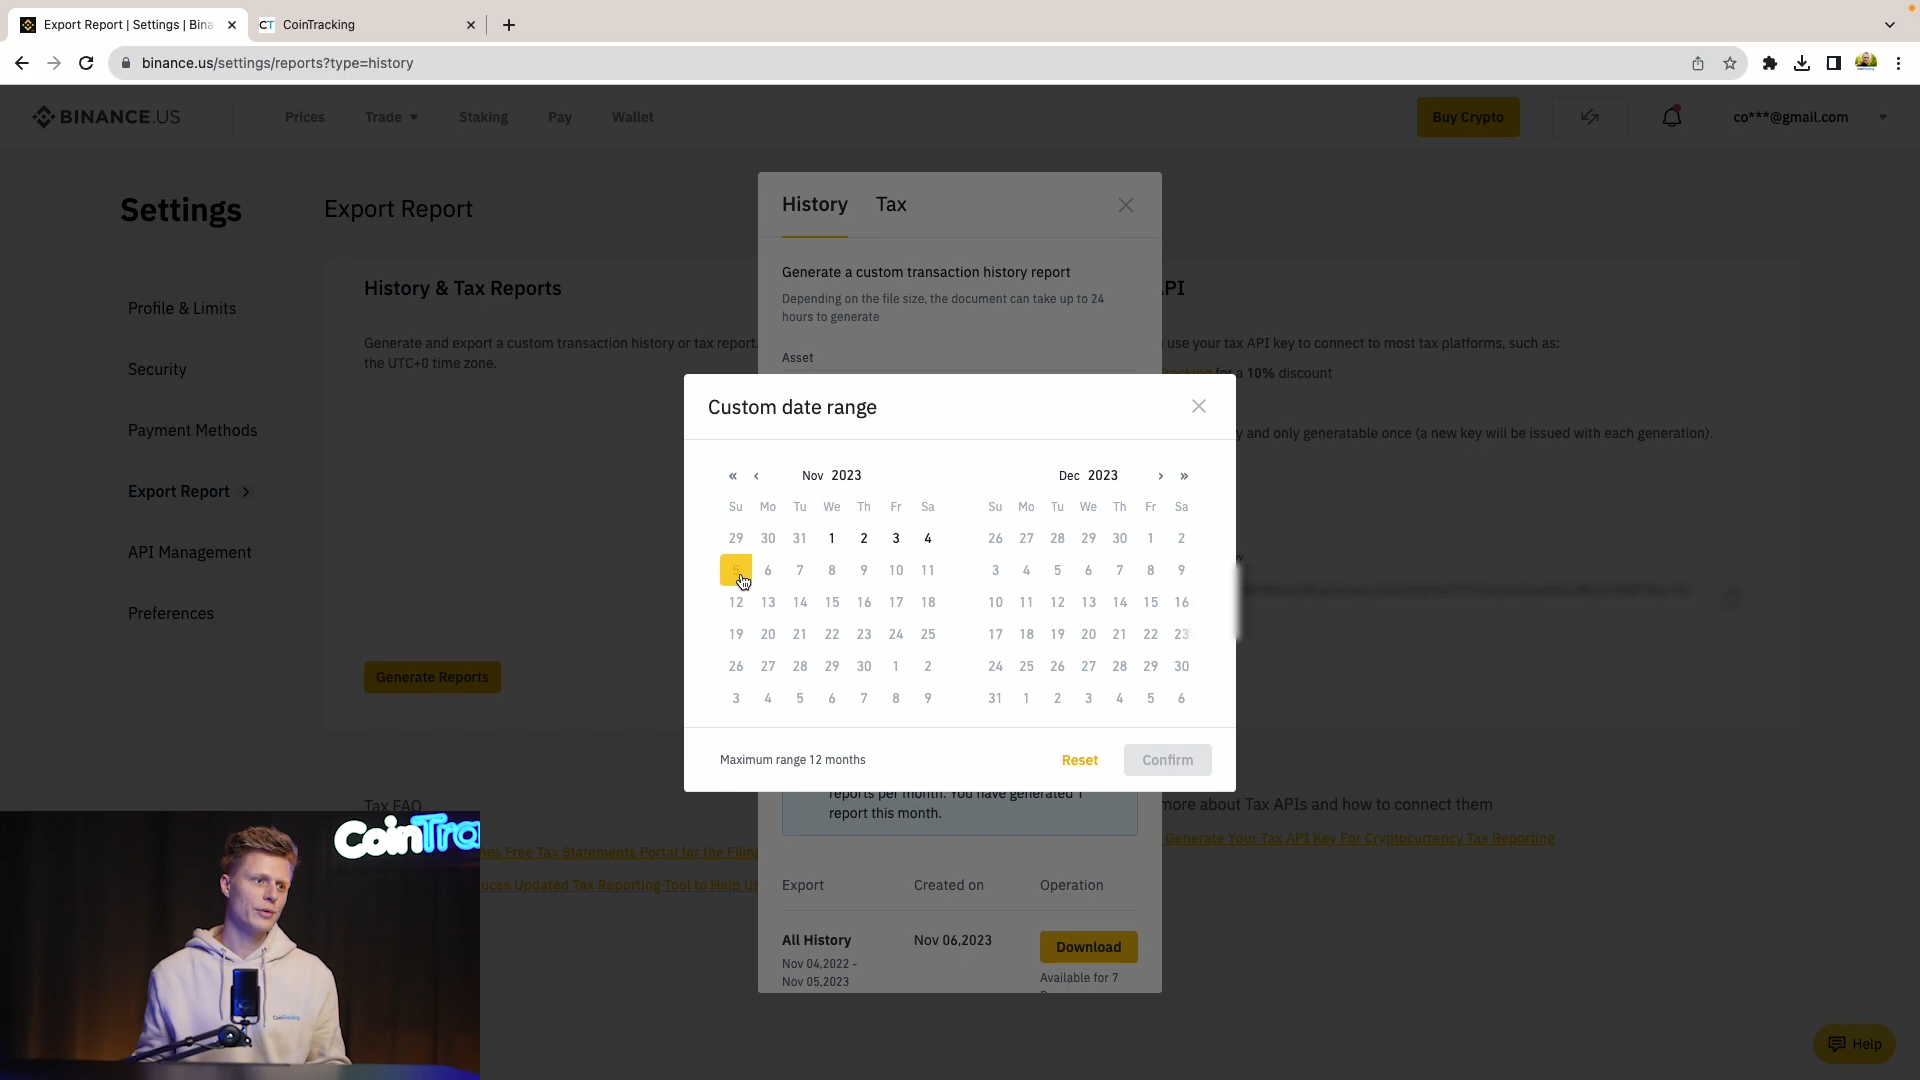 Export Report | Settings | Bina
CoinTracking
binance.us/settings/reports?type=history
BINANCE.US
Prices
Trade
Staking
Pay
Wallet
Buy Crypto
co***@gmail.com
Settings
Export Report
Profile & Limits
Security
Payment Methods
Export Report
API Management
Preferences
History & Tax Reports
Generate and export a custom transaction history or tax report.
the UTC+0 time zone.
Generate Reports
History Tax
Generate a custom transaction history report
Depending on the file size, the document can take up to 24
hours to generate
Asset
PI
use your tax API key to connect to most tax platforms, such as:
for a 10% discount
y and only generatable once (a new key will be issued with each generation).
Custom date range
« ‹ Nov 2023
Su Mo Tu We Th Fr Sa
29 30 31 1 2 3 4
5 6 7 8 9 10 11
12 13 14 15 16 17 18
19 20 21 22 23 24 25
26 27 28 29 30 1 2
3 4 5 6 7 8 9
Dec 2023 › »
Su Mo Tu We Th Fr Sa
26 27 28 29 30 1 2
3 4 5 6 7 8 9
10 11 12 13 14 15 16
17 18 19 20 21 22 23
24 25 26 27 28 29 30
31 1 2 3 4 5 6
Maximum range 12 months
Reset
Confirm
reports per month. You have generated 1
report this month.
Export Created on Operation
All History
Nov 04,2022 -
Nov 05,2023
Nov 06,2023
Download
Available for 7
Tax FAQ
nes Free Tax Statements Portal for the Filin
uces Updated Tax Reporting Tool to Help Us
more about Tax APIs and how to connect them
Generate Your Tax API Key For Cryptocurrency Tax Reporting
CoinTra
CoinTracking
Help